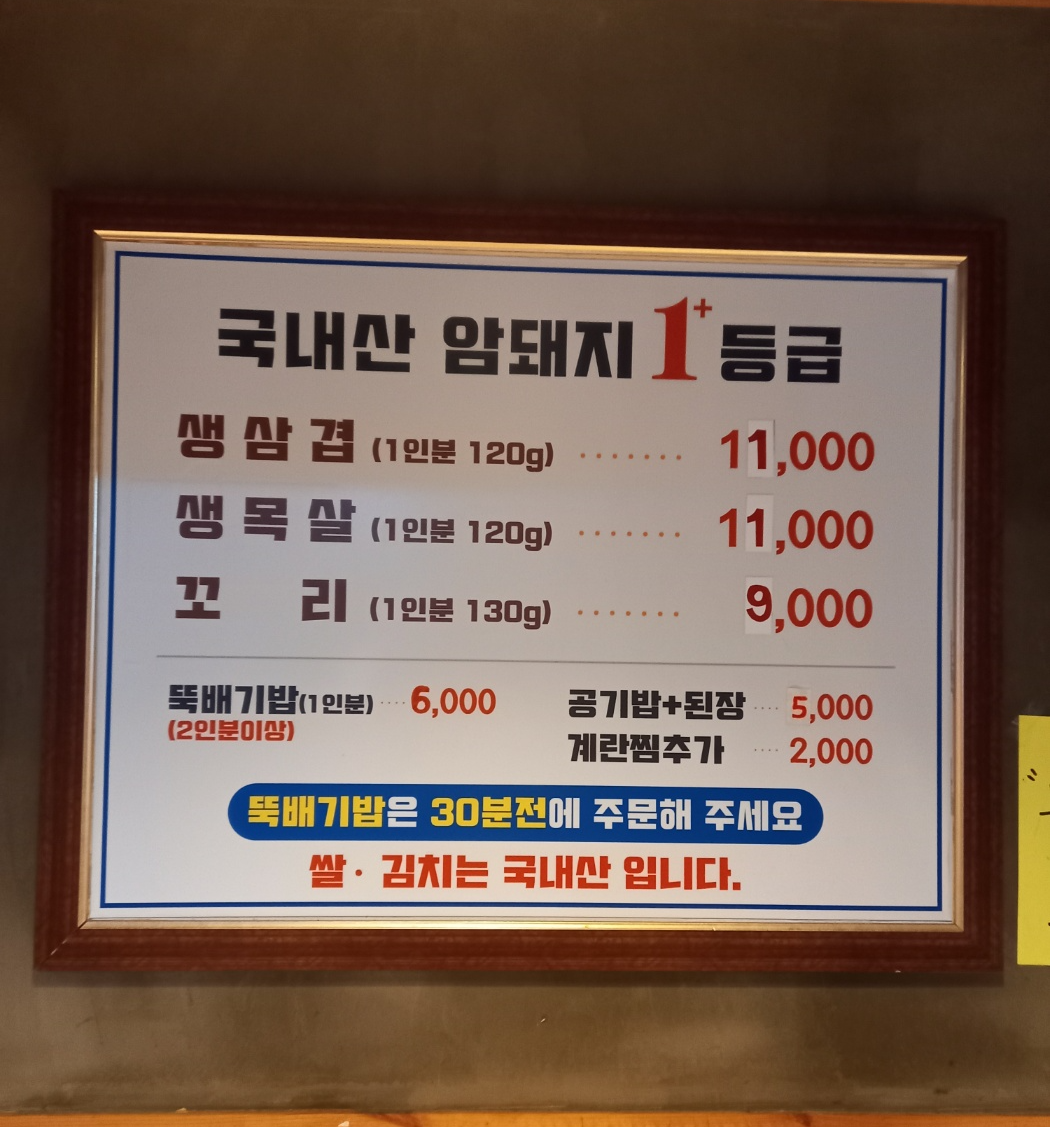 국내산 암돼지 1+등급
생삼겹 (1인분 120g) ······· 11,000
생목살 (1인분 120g) ······· 11,000
꼬리 (1인분 130g) ······· 9,000
뚝배기밥(1인분) ···· 6,000
(2인분이상)
공기밥+된장 ···· 5,000
계란찜추가 ···· 2,000
뚝배기밥은 30분전에 주문해 주세요
쌀· 김치는 국내산 입니다.